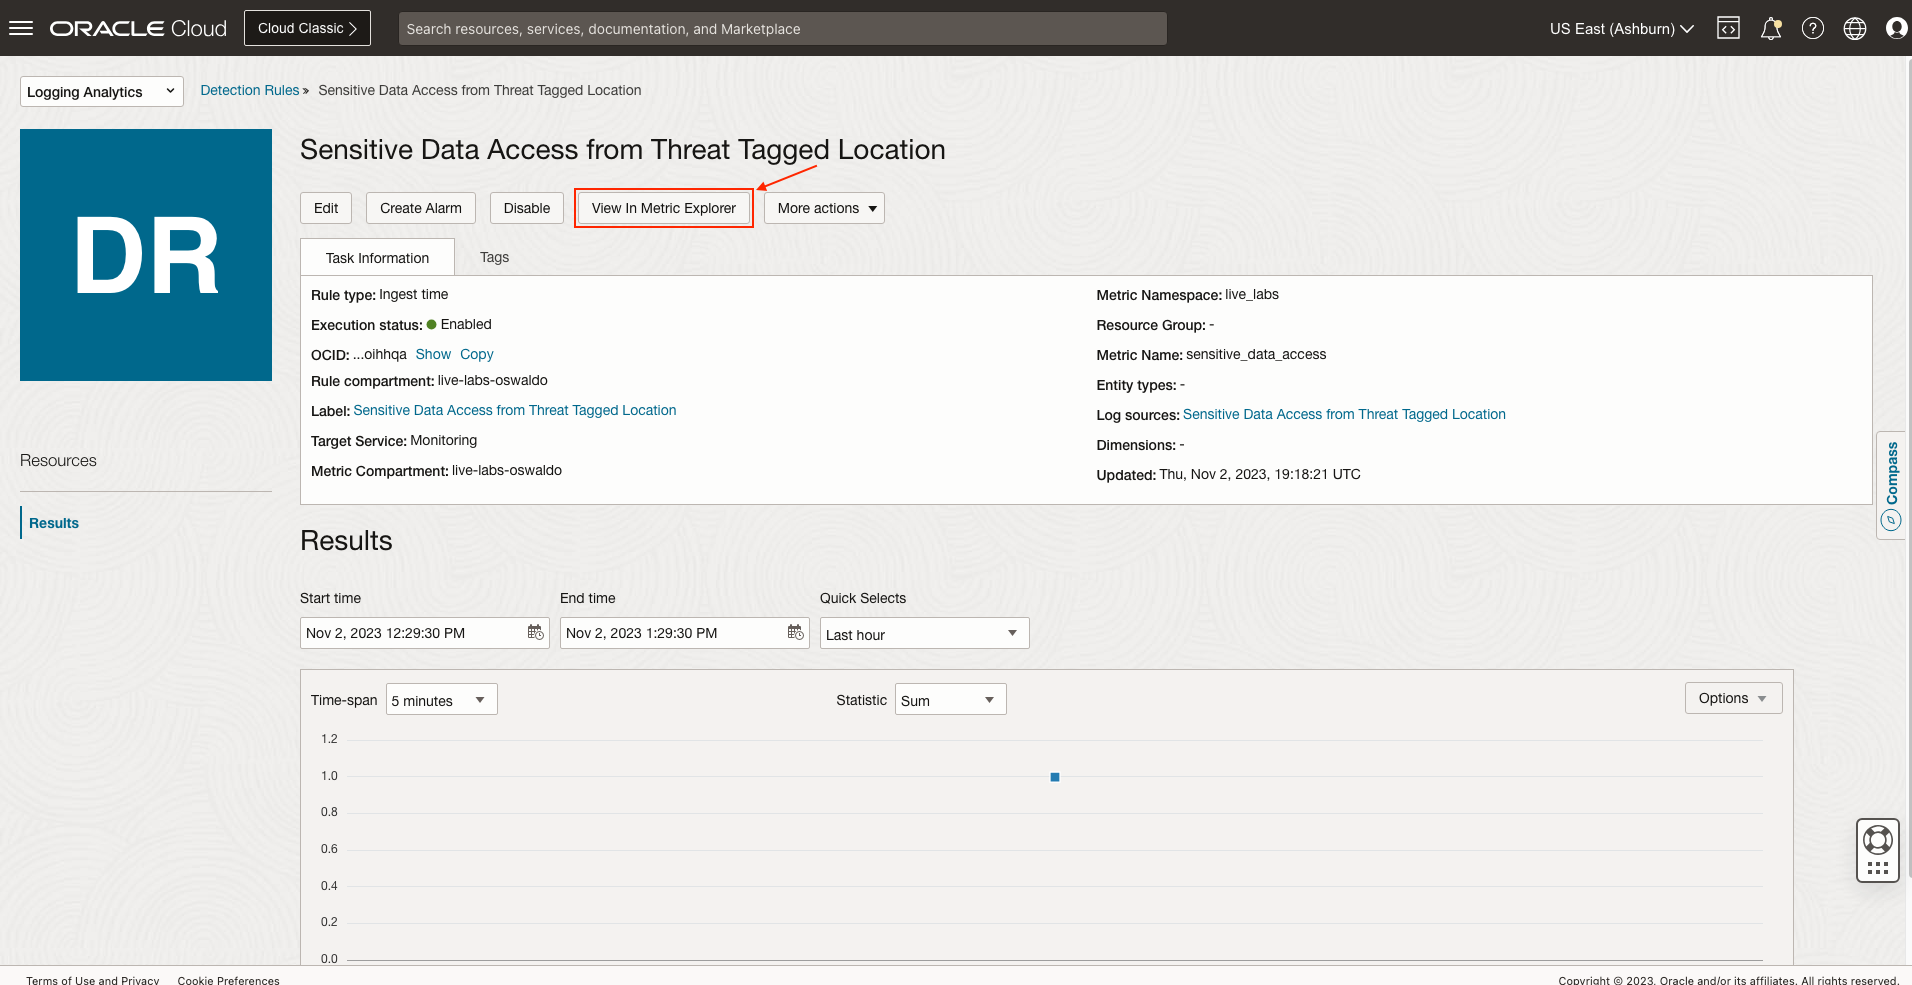 ORACLE Cloud
Cloud Classic
Search resources, services, documentation, and Marketplace
US East (Ashburn)
Logging Analytics
Detection Rules » Sensitive Data Access from Threat Tagged Location
DR
Sensitive Data Access from Threat Tagged Location
Edit
Create Alarm
Disable
View In Metric Explorer
More actions
Task Information
Tags
Rule type: Ingest time
Execution status: Enabled
OCID: ...oihhqa Show Copy
Rule compartment: live-labs-oswaldo
Label: Sensitive Data Access from Threat Tagged Location
Target Service: Monitoring
Metric Compartment: live-labs-oswaldo
Metric Namespace: live_labs
Resource Group: -
Metric Name: sensitive_data_access
Entity types: -
Log sources: Sensitive Data Access from Threat Tagged Location
Dimensions: -
Updated: Thu, Nov 2, 2023, 19:18:21 UTC
Resources
Results
Compass
Results
Start time
End time
Quick Selects
Nov 2, 2023 12:29:30 PM
Nov 2, 2023 1:29:30 PM
Last hour
Time-span 5 minutes
Statistic Sum
Options
1.2
1.0
0.8
0.6
0.4
0.2
0.0
Terms of Use and Privacy
Cookie Preferences
Copyright © 2023, Oracle and/or its affiliates. All rights reserved.